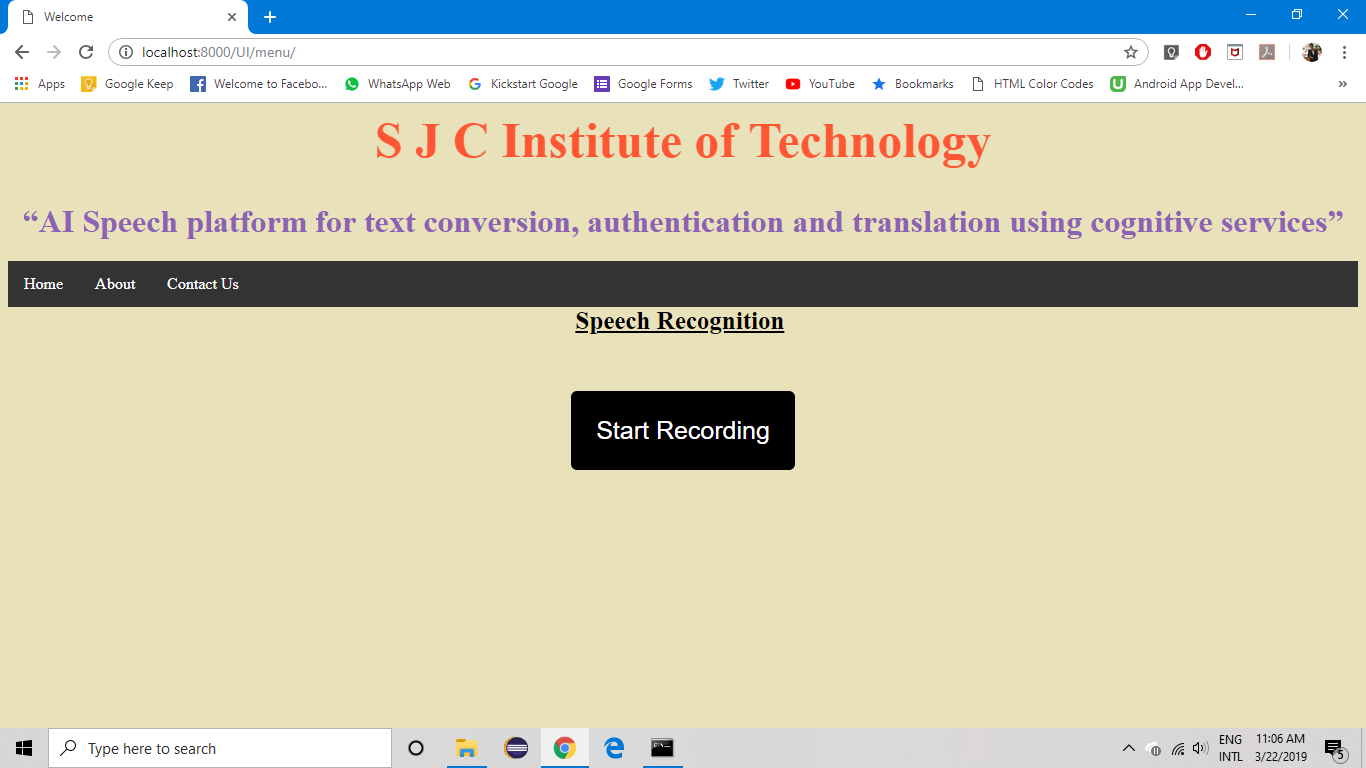 Welcome
localhost:8000/UI/menu/
Apps Google Keep Welcome to Facebo... WhatsApp Web Kickstart Google Google Forms Twitter YouTube Bookmarks HTML Color Codes Android App Devel... »
S J C Institute of Technology
“AI Speech platform for text conversion, authentication and translation using cognitive services”
Home About Contact Us
Speech Recognition
Start Recording
Type here to search
ENG 11:06 AM
INTL 3/22/2019 5